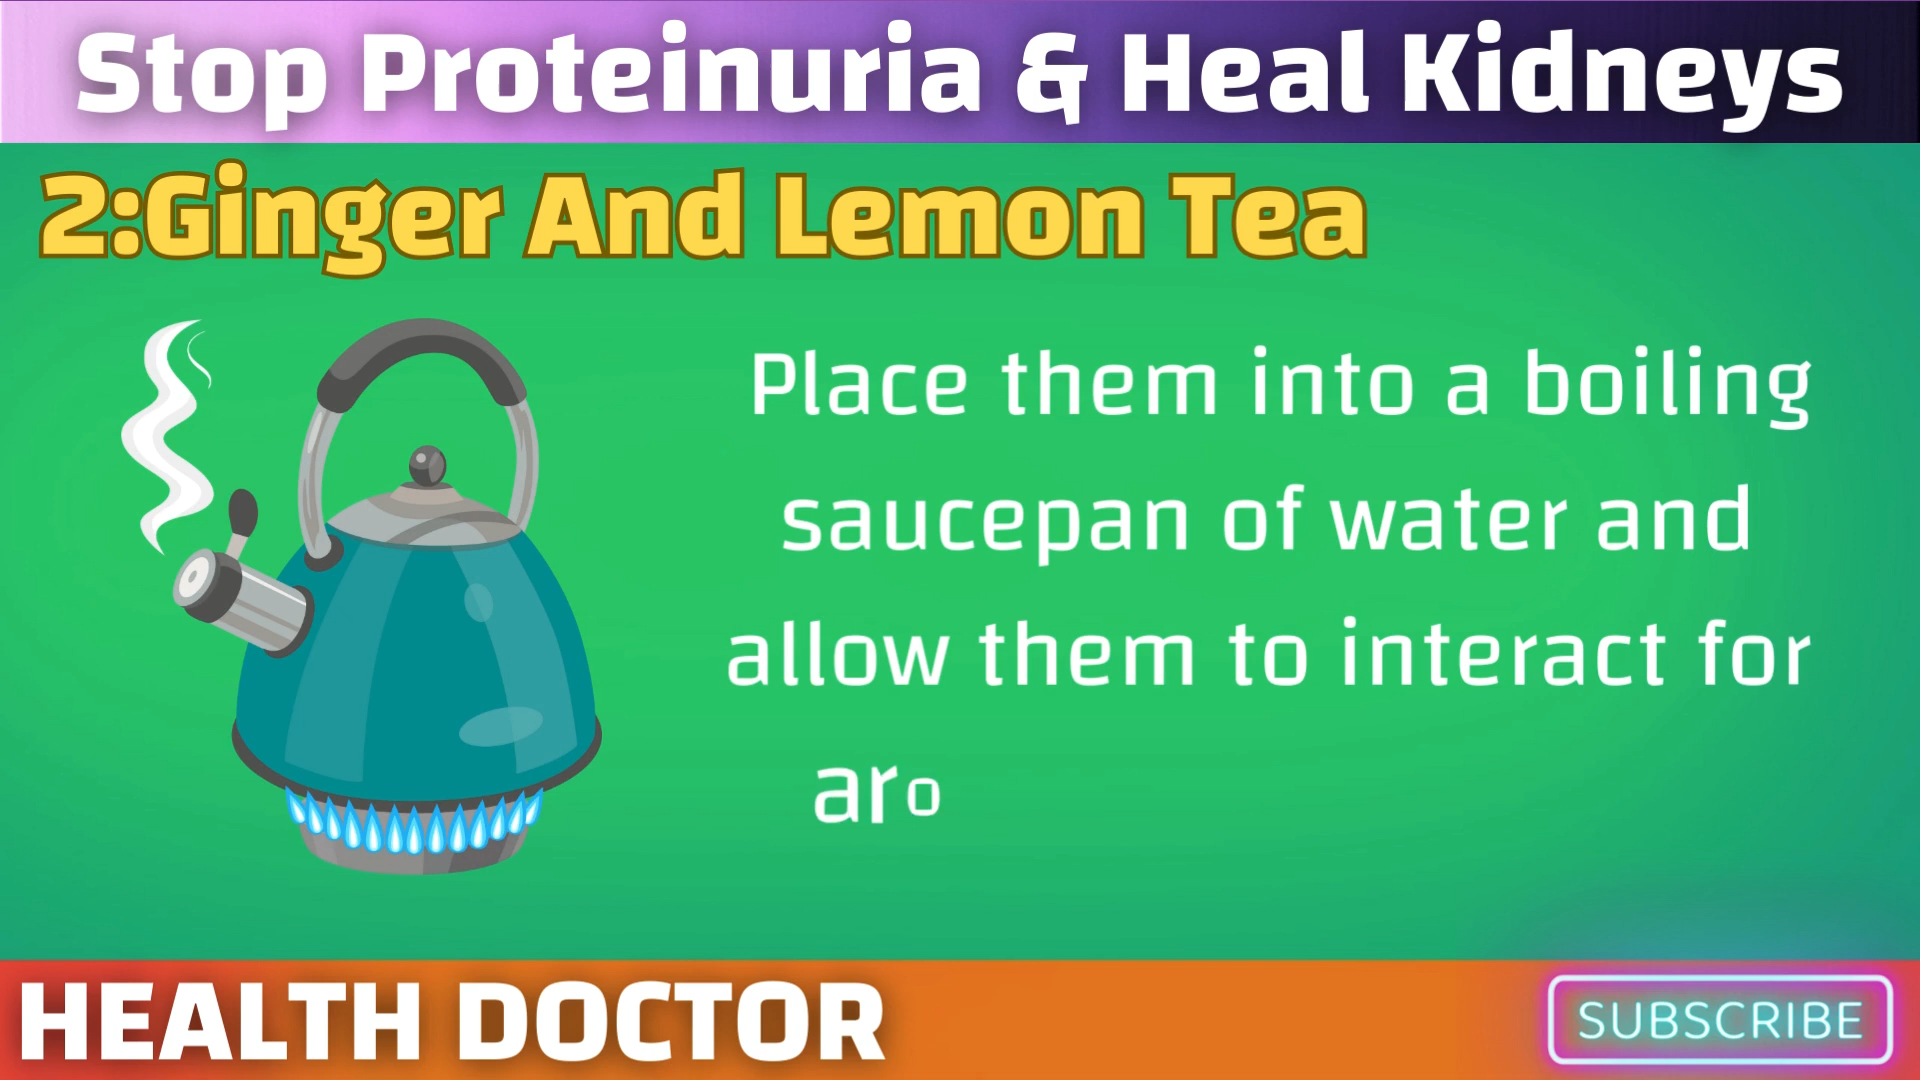 Stop Proteinuria & Heal Kidneys
2:Ginger And Lemon Tea
Place them into a boiling
saucepan of water and
allow them to interact for
aro
HEALTH DOCTOR
SUBSCRIBE